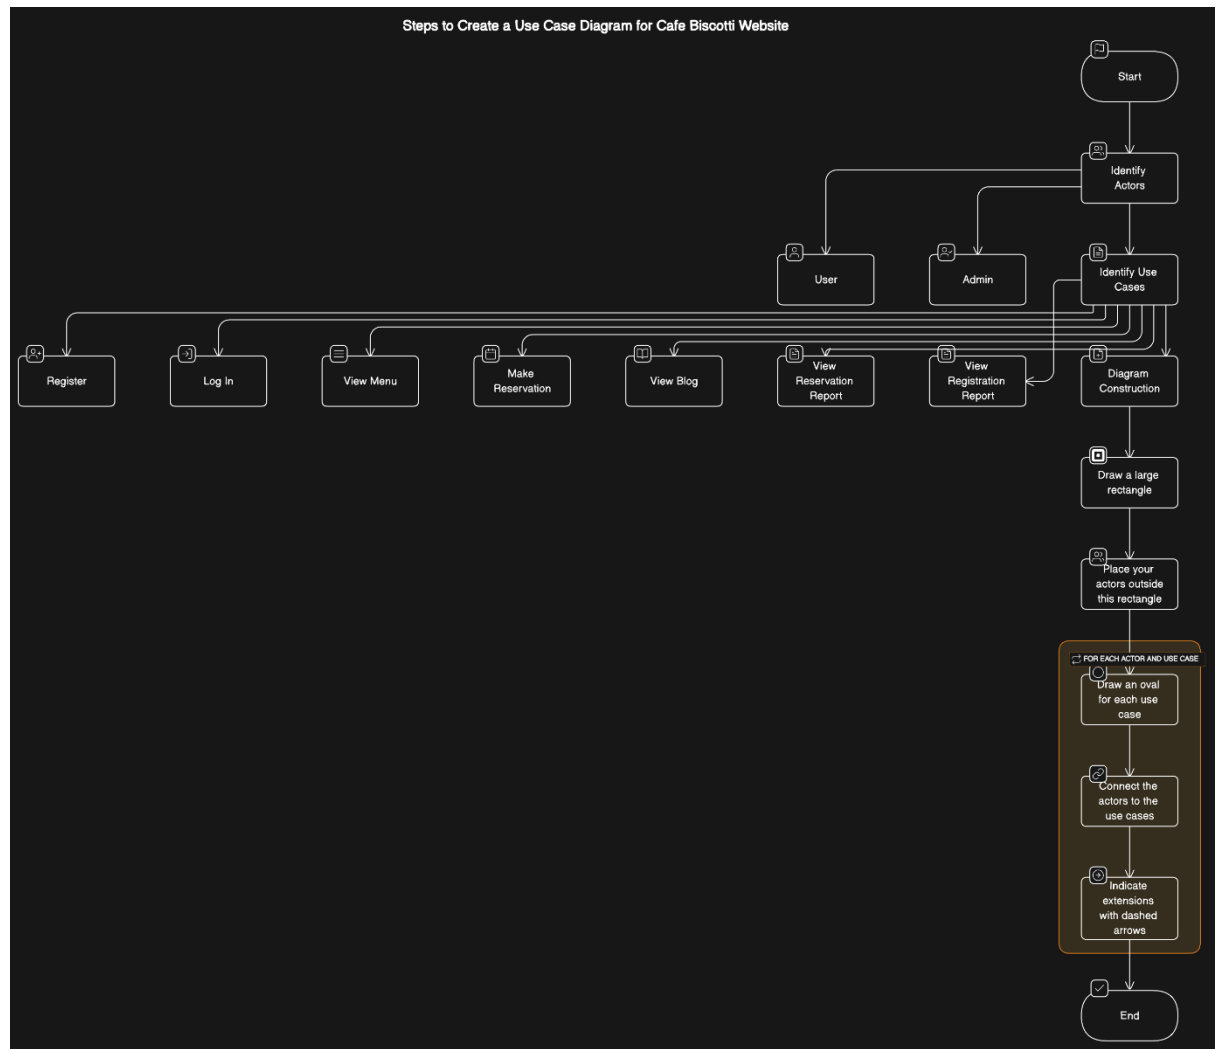 Steps to Create a Use Case Diagram for Cafe Biscotti Website
Start
Identify
Actors
User
Admin
Identify Use
Cases
Register
Log In
View Menu
Make
Reservation
View Blog
View
Reservation
Report
View
Registration
Report
Diagram
Construction
Draw a large
rectangle
Place your
actors outside
this rectangle
FOR EACH ACTOR AND USE CASE
Draw an oval
for each use
case
Connect the
actors to the
use cases
Indicate
extensions
with dashed
arrows
End